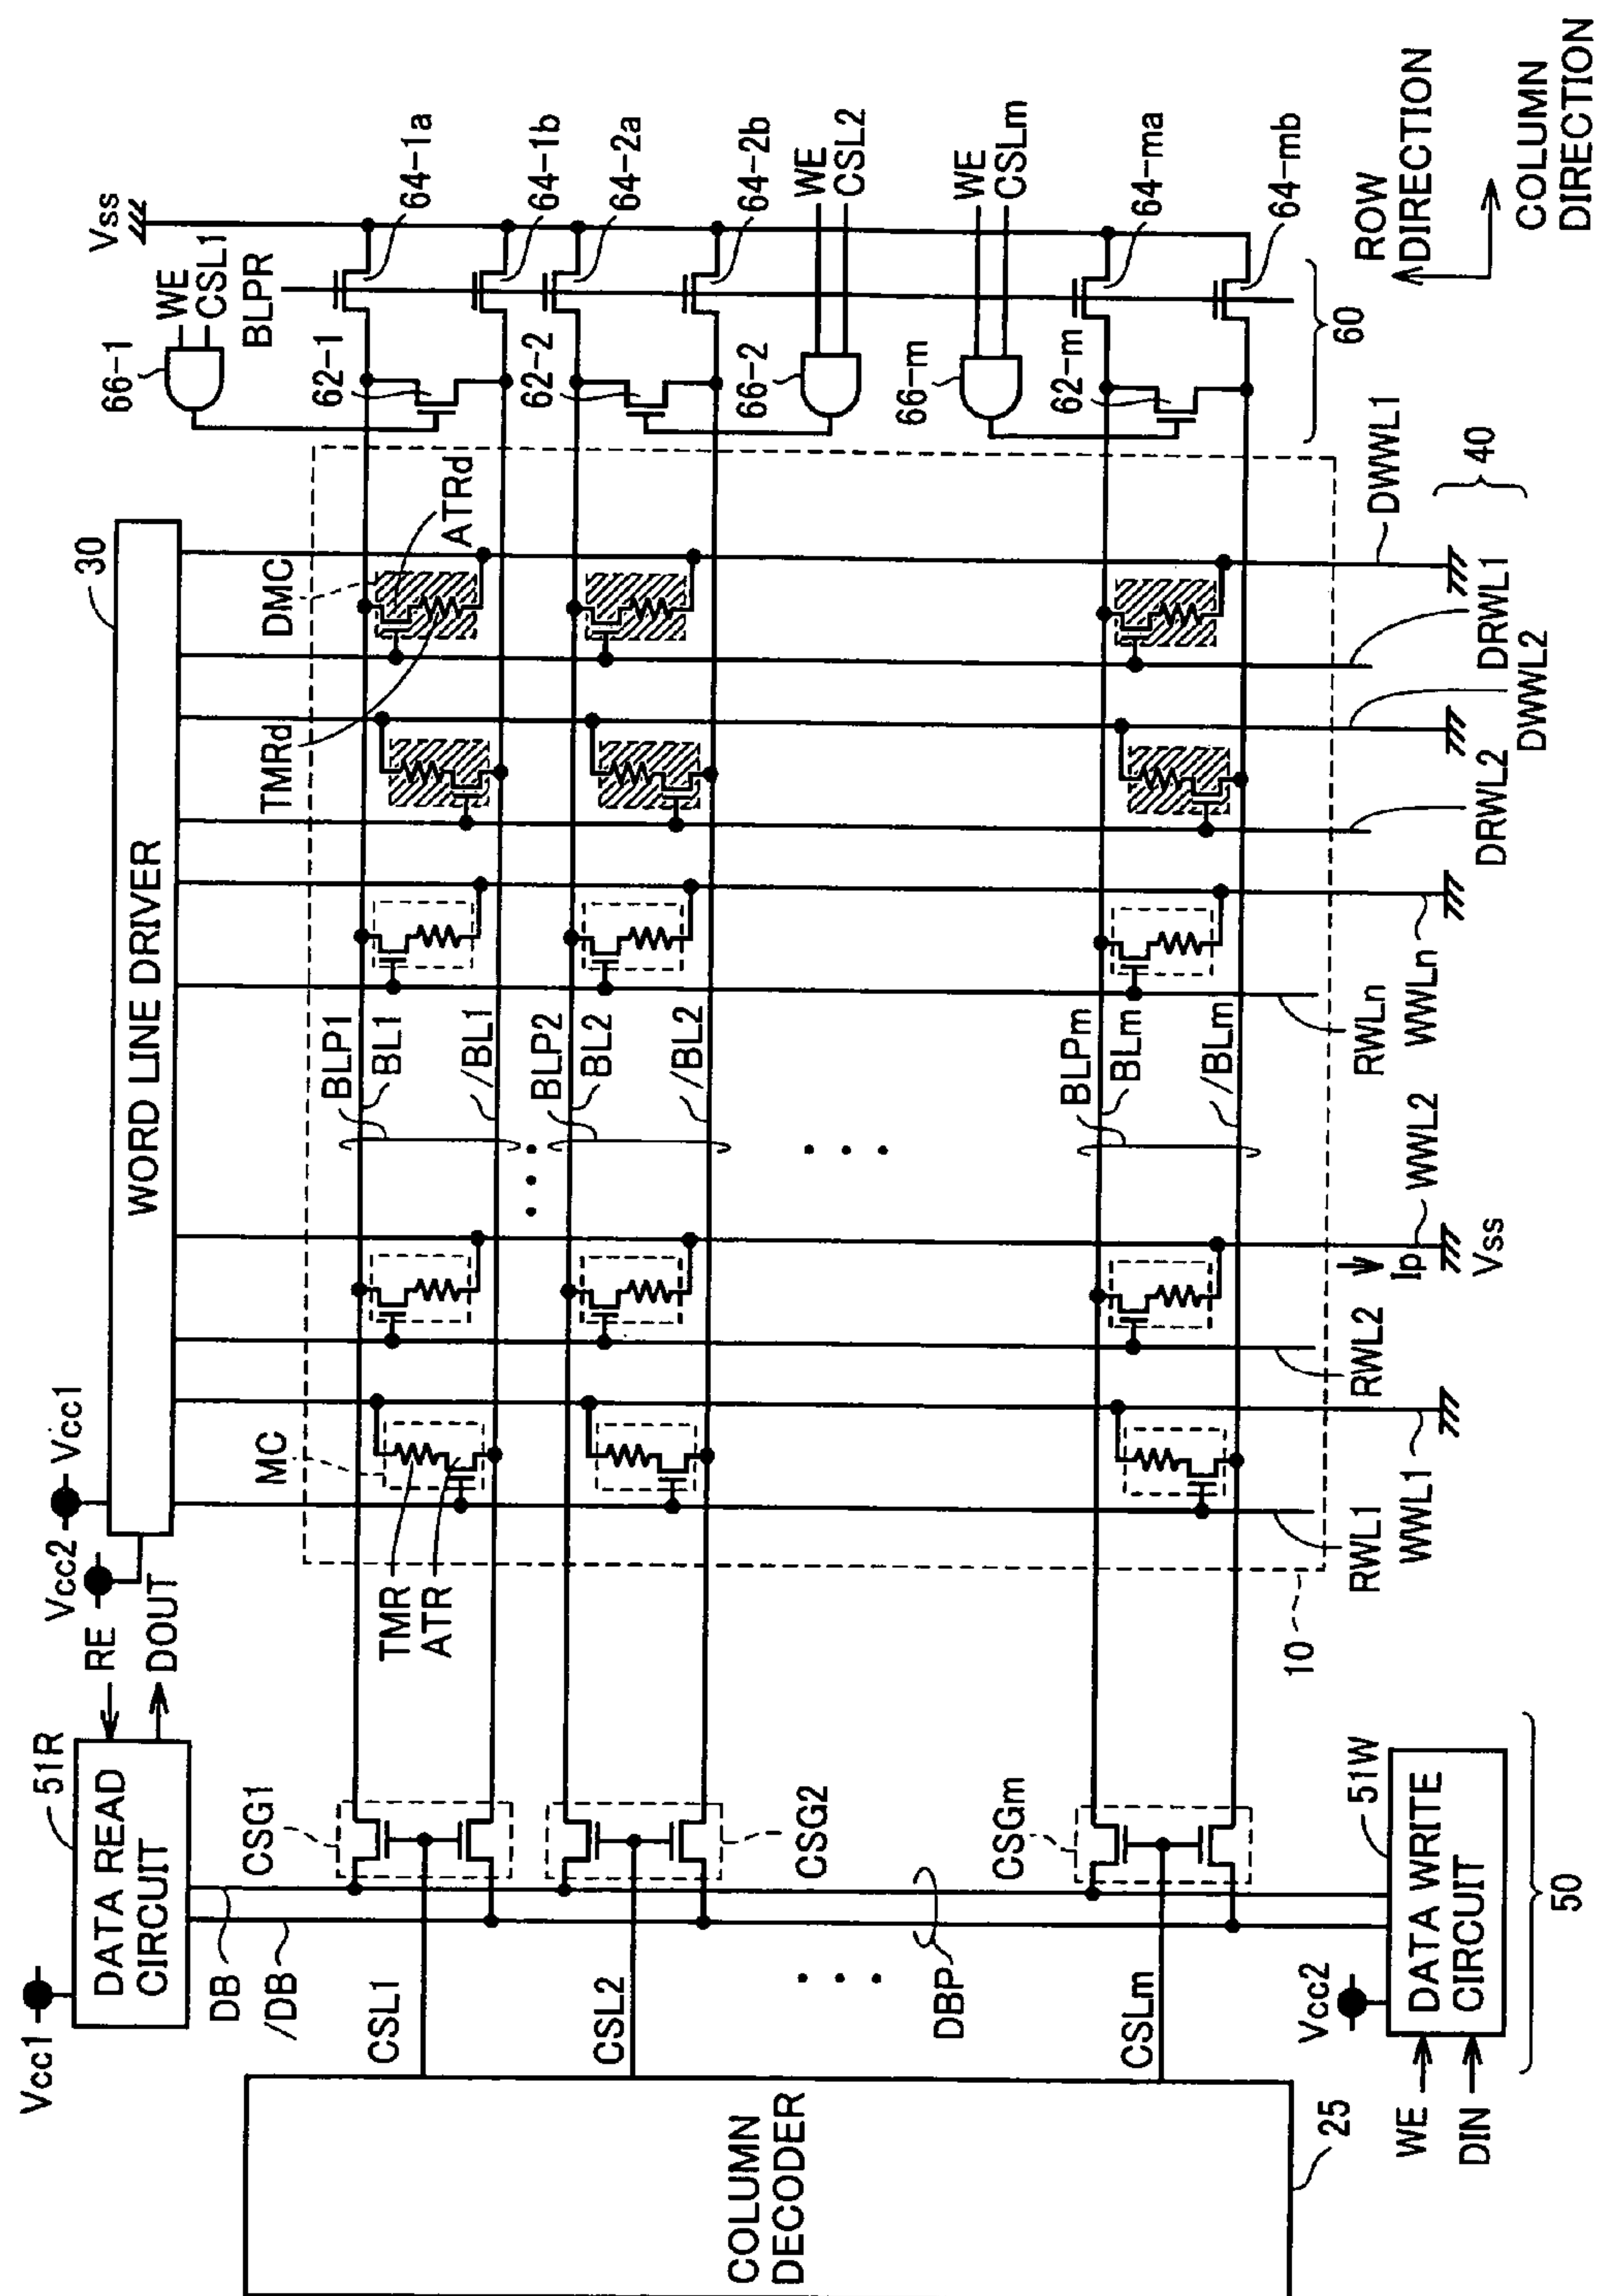 Vss
WE
CSL1
BLPR
66-1
62-1
64-1a
64-1b
62-2
64-2a
64-2b
66-2
WE
CSL2
66-m
WE
CSLm
62-m
64-ma
64-mb
60
ROW
DIRECTION
COLUMN
DIRECTION
30
WORD LINE DRIVER
Vcc1
Vcc2
DMC
ATRd
TMRd
DWWL1
40
DRWL1
DWWL2
DRWL2
WWLn
RWLn
WWL2
Ip
Vss
RWL2
WWL1
RWL1
BLP1
BL1
/BL1
BLP2
BL2
/BL2
BLPm
BLm
/BLm
MC
TMR
ATR
10
RE
DOUT
51R
DATA READ
CIRCUIT
Vcc1
DB
/DB
CSG1
CSG2
CSGm
CSL1
CSL2
CSLm
DBP
51W
DATA WRITE
CIRCUIT
50
Vcc2
WE
DIN
COLUMN
DECODER
25